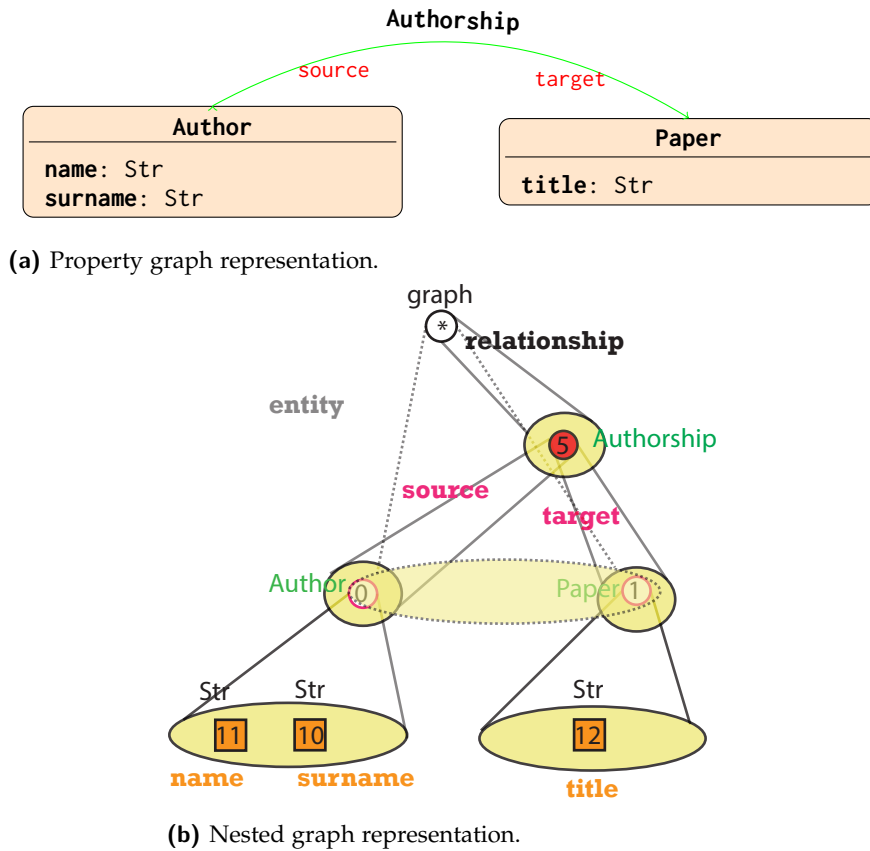 Authorship
source
target
Author
name: Str
surname: Str
Paper
title: Str
(a) Property graph representation.
graph
*
relationship
entity
5
Authorship
source
target
Author
0
Paper
1
Str
Str
Str
11
10
12
name
surname
title
(b) Nested graph representation.